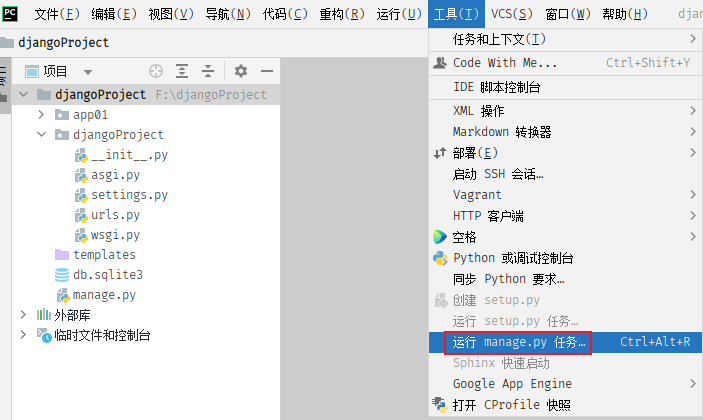 PC 文件(F) 编辑(E) 视图(V) 导航(N) 代码(C) 重构(R) 运行(U) 工具(T) VCS(S) 窗口(W) 帮助(H) djan
djangoProject
项目
djangoProject F:\djangoProject
app01
djangoProject
__init__.py
asgi.py
settings.py
urls.py
wsgi.py
templates
db.sqlite3
manage.py
外部库
临时文件和控制台
任务和上下文(I)
Code With Me... Ctrl+Shift+Y
IDE 脚本控制台
XML 操作
Markdown 转换器
部署(E)
启动 SSH 会话…
Vagrant
HTTP 客户端
空格
Python 或调试控制台
同步 Python 要求…
创建 setup.py
运行 setup.py 任务…
运行 manage.py 任务… Ctrl+Alt+R
Sphinx 快速启动
Google App Engine
打开 CProfile 快照